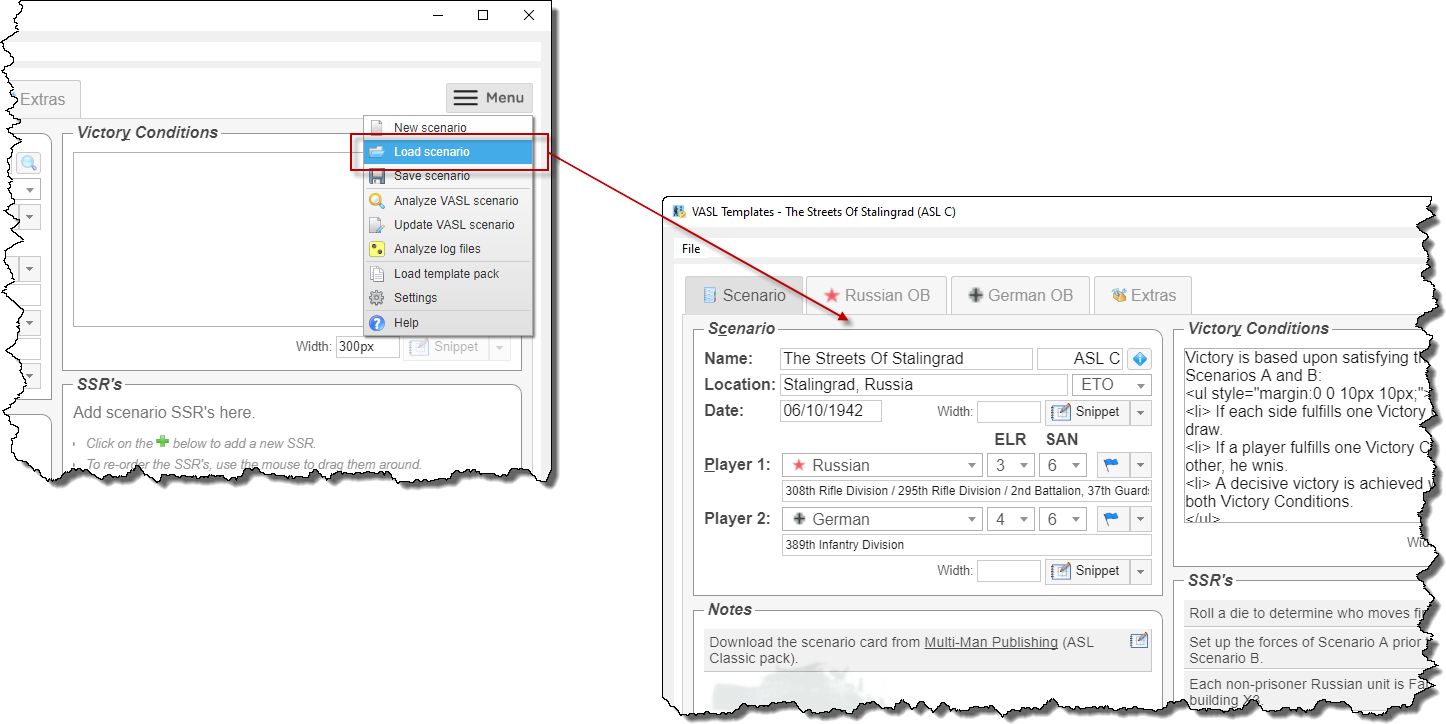 Extras
Menu
New scenario
Load scenario
Save scenario
Analyze VASL scenario
Update VASL scenario
Analyze log files
Load template pack
Settings
Help
Victory Conditions
Width: 300px Snippet
SSR's
Add scenario SSR's here.
Click on the below to add a new SSR.
To re-order the SSR's, use the mouse to drag them around.
VASL Templates - The Streets Of Stalingrad (ASL C)
File
Scenario Russian OB German OB Extras
Scenario
Name: The Streets Of Stalingrad ASL C
Location: Stalingrad, Russia ETO
Date: 06/10/1942 Width: Snippet
ELR SAN
Player 1: Russian 3 6
308th Rifle Division / 295th Rifle Division / 2nd Battalion, 37th Guards
Player 2: German 4 6
389th Infantry Division
Width: Snippet
Notes
Download the scenario card from Multi-Man Publishing (ASL
Classic pack).
Victory Conditions
Victory is based upon satisfying
Scenarios A and B:
<ul style="margin:0 0 10px 10px;">
<li> If each side fulfills one Victory
draw.
<li> If a player fulfills one Victory
other, he wnis.
<li> A decisive victory is achieved
both Victory Conditions.
</ul>
SSR's
Roll a die to determine who moves
Set up the forces of Scenario A prior
Scenario B.
Each non-prisoner Russian unit is
building X3